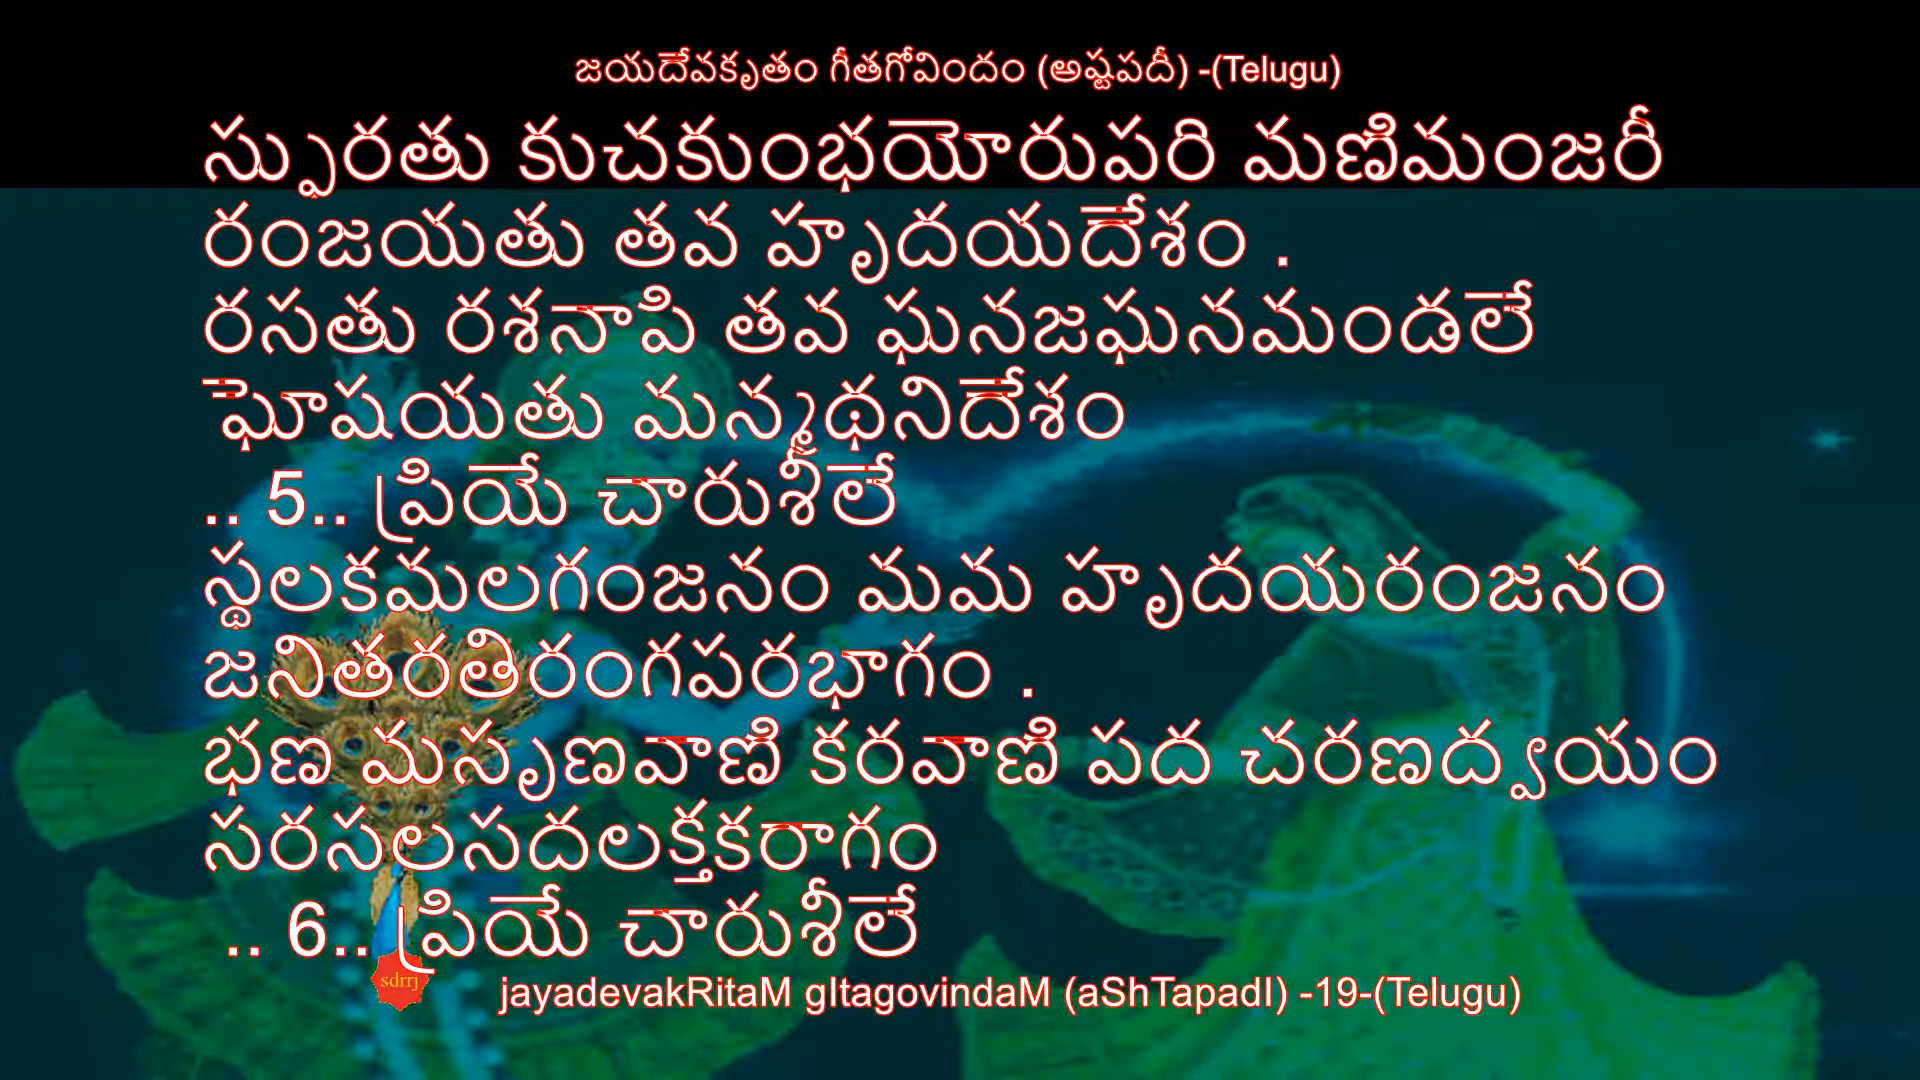 జయదేవకృతం గీతగోవిందం (అష్టపదీ) -(Telugu)
స్ఫురతు కుచకుంభయోరుపరి మణిమంజరీ
రంజయతు తవ హృదయదేశం .
రసతు రశనాపి తవ ఘనజఘనమండలే
ఘోషయతు మన్మథనిదేశం
.. 5.. ప్రియే చారుశీలే
స్థలకమలగంజనం మమ హృదయరంజనం
జనితరతిరంగపరభాగం .
భణ మసృణవాణి కరవాణి పద చరణద్వయం
సరసలసదలక్తకరాగం
.. 6.. ప్రియే చారుశీలే
sdrrj
jayadevakRitaM gItagovindaM (aShTapadI) -19-(Telugu)